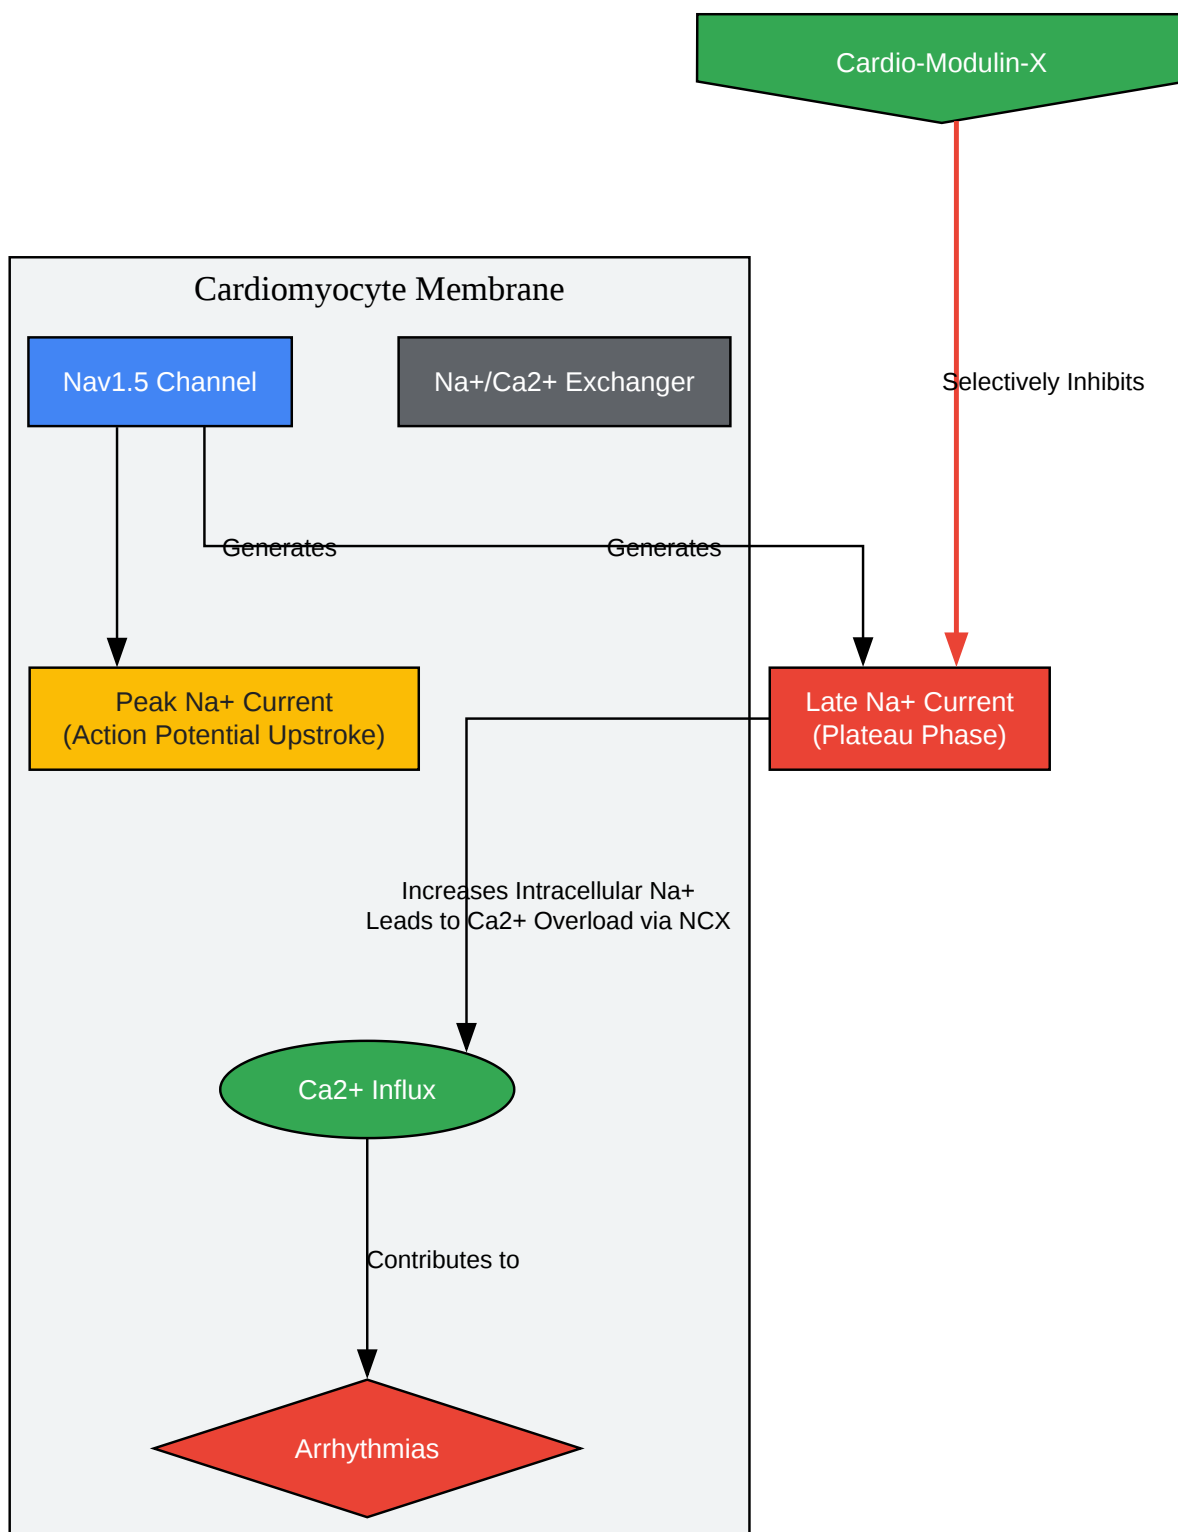 Cardio-Modulin-X
Cardiomyocyte Membrane
Nav1.5 Channel
Na+/Ca2+ Exchanger
Selectively Inhibits
Generates
Generates
Peak Na+ Current
(Action Potential Upstroke)
Late Na+ Current
(Plateau Phase)
Increases Intracellular Na+
Leads to Ca2+ Overload via NCX
Ca2+ Influx
Contributes to
Arrhythmias